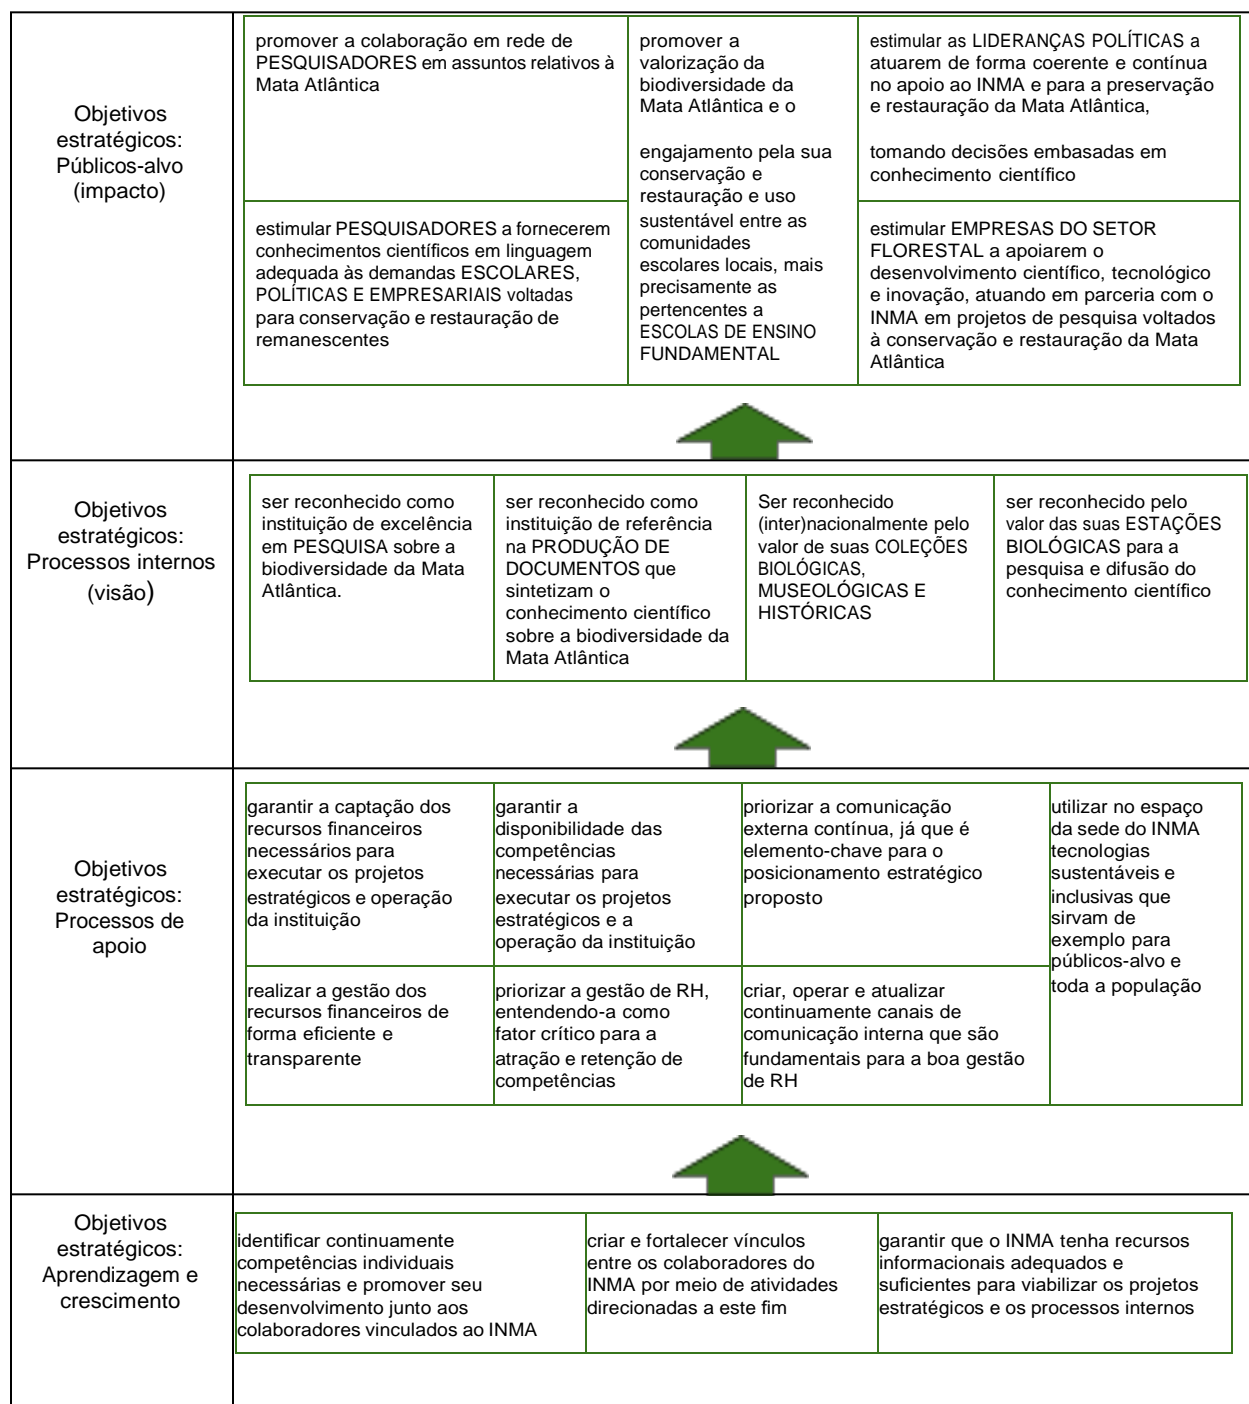 Objetivos
estratégicos:
Públicos-alvo
(impacto)
promover a colaboração em rede de
PESQUISADORES em assuntos relativos à
Mata Atlântica
estimular PESQUISADORES a fornecerem
conhecimentos científicos em linguagem
adequada às demandas ESCOLARES,
POLÍTICAS E EMPRESARIAIS voltadas
para conservação e restauração de
remanescentes
promover a
valorização da
biodiversidade da
Mata Atlântica e o
engajamento pela sua
conservação e
restauração e uso
sustentável entre as
comunidades
escolares locais, mais
precisamente as
pertencentes a
ESCOLAS DE ENSINO
FUNDAMENTAL
estimular as LIDERANÇAS POLÍTICAS a
atuarem de forma coerente e contínua
no apoio ao INMA e para a preservação
e restauração da Mata Atlântica,
tomando decisões embasadas em
conhecimento científico
estimular EMPRESAS DO SETOR
FLORESTAL a apoiarem o
desenvolvimento científico, tecnológico
e inovação, atuando em parceria com o
INMA em projetos de pesquisa voltados
à conservação e restauração da Mata
Atlântica
Objetivos
estratégicos:
Processos internos
(visão)
ser reconhecido como
instituição de excelência
em PESQUISA sobre a
biodiversidade da Mata
Atlântica.
ser reconhecido como
instituição de referência
na PRODUÇÃO DE
DOCUMENTOS que
sintetizam o
conhecimento científico
sobre a biodiversidade da
Mata Atlântica
Ser reconhecido
(inter)nacionalmente pelo
valor de suas COLEÇÕES
BIOLÓGICAS,
MUSEOLÓGICAS E
HISTÓRICAS
ser reconhecido pelo
valor das suas ESTAÇÕES
BIOLÓGICAS para a
pesquisa e difusão do
conhecimento científico
Objetivos
estratégicos:
Processos de
apoio
garantir a captação dos
recursos financeiros
necessários para
executar os projetos
estratégicos e operação
da instituição
garantir a
disponibilidade das
competências
necessárias para
executar os projetos
estratégicos e a
operação da instituição
priorizar a comunicação
externa contínua, já que é
elemento-chave para o
posicionamento estratégico
proposto
utilizar no espaço
da sede do INMA
tecnologias
sustentáveis e
inclusivas que
sirvam de
exemplo para
públicos-alvo e
toda a população
realizar a gestão dos
recursos financeiros de
forma eficiente e
transparente
priorizar a gestão de RH,
entendendo-a como
fator crítico para a
atração e retenção de
competências
criar, operar e atualizar
continuamente canais de
comunicação interna que são
fundamentais para a boa gestão
de RH
Objetivos
estratégicos:
Aprendizagem e
crescimento
identificar continuamente
competências individuais
necessárias e promover seu
desenvolvimento junto aos
colaboradores vinculados ao INMA
criar e fortalecer vínculos
entre os colaboradores do
INMA por meio de atividades
direcionadas a este fim
garantir que o INMA tenha recursos
informacionais adequados e
suficientes para viabilizar os projetos
estratégicos e os processos internos